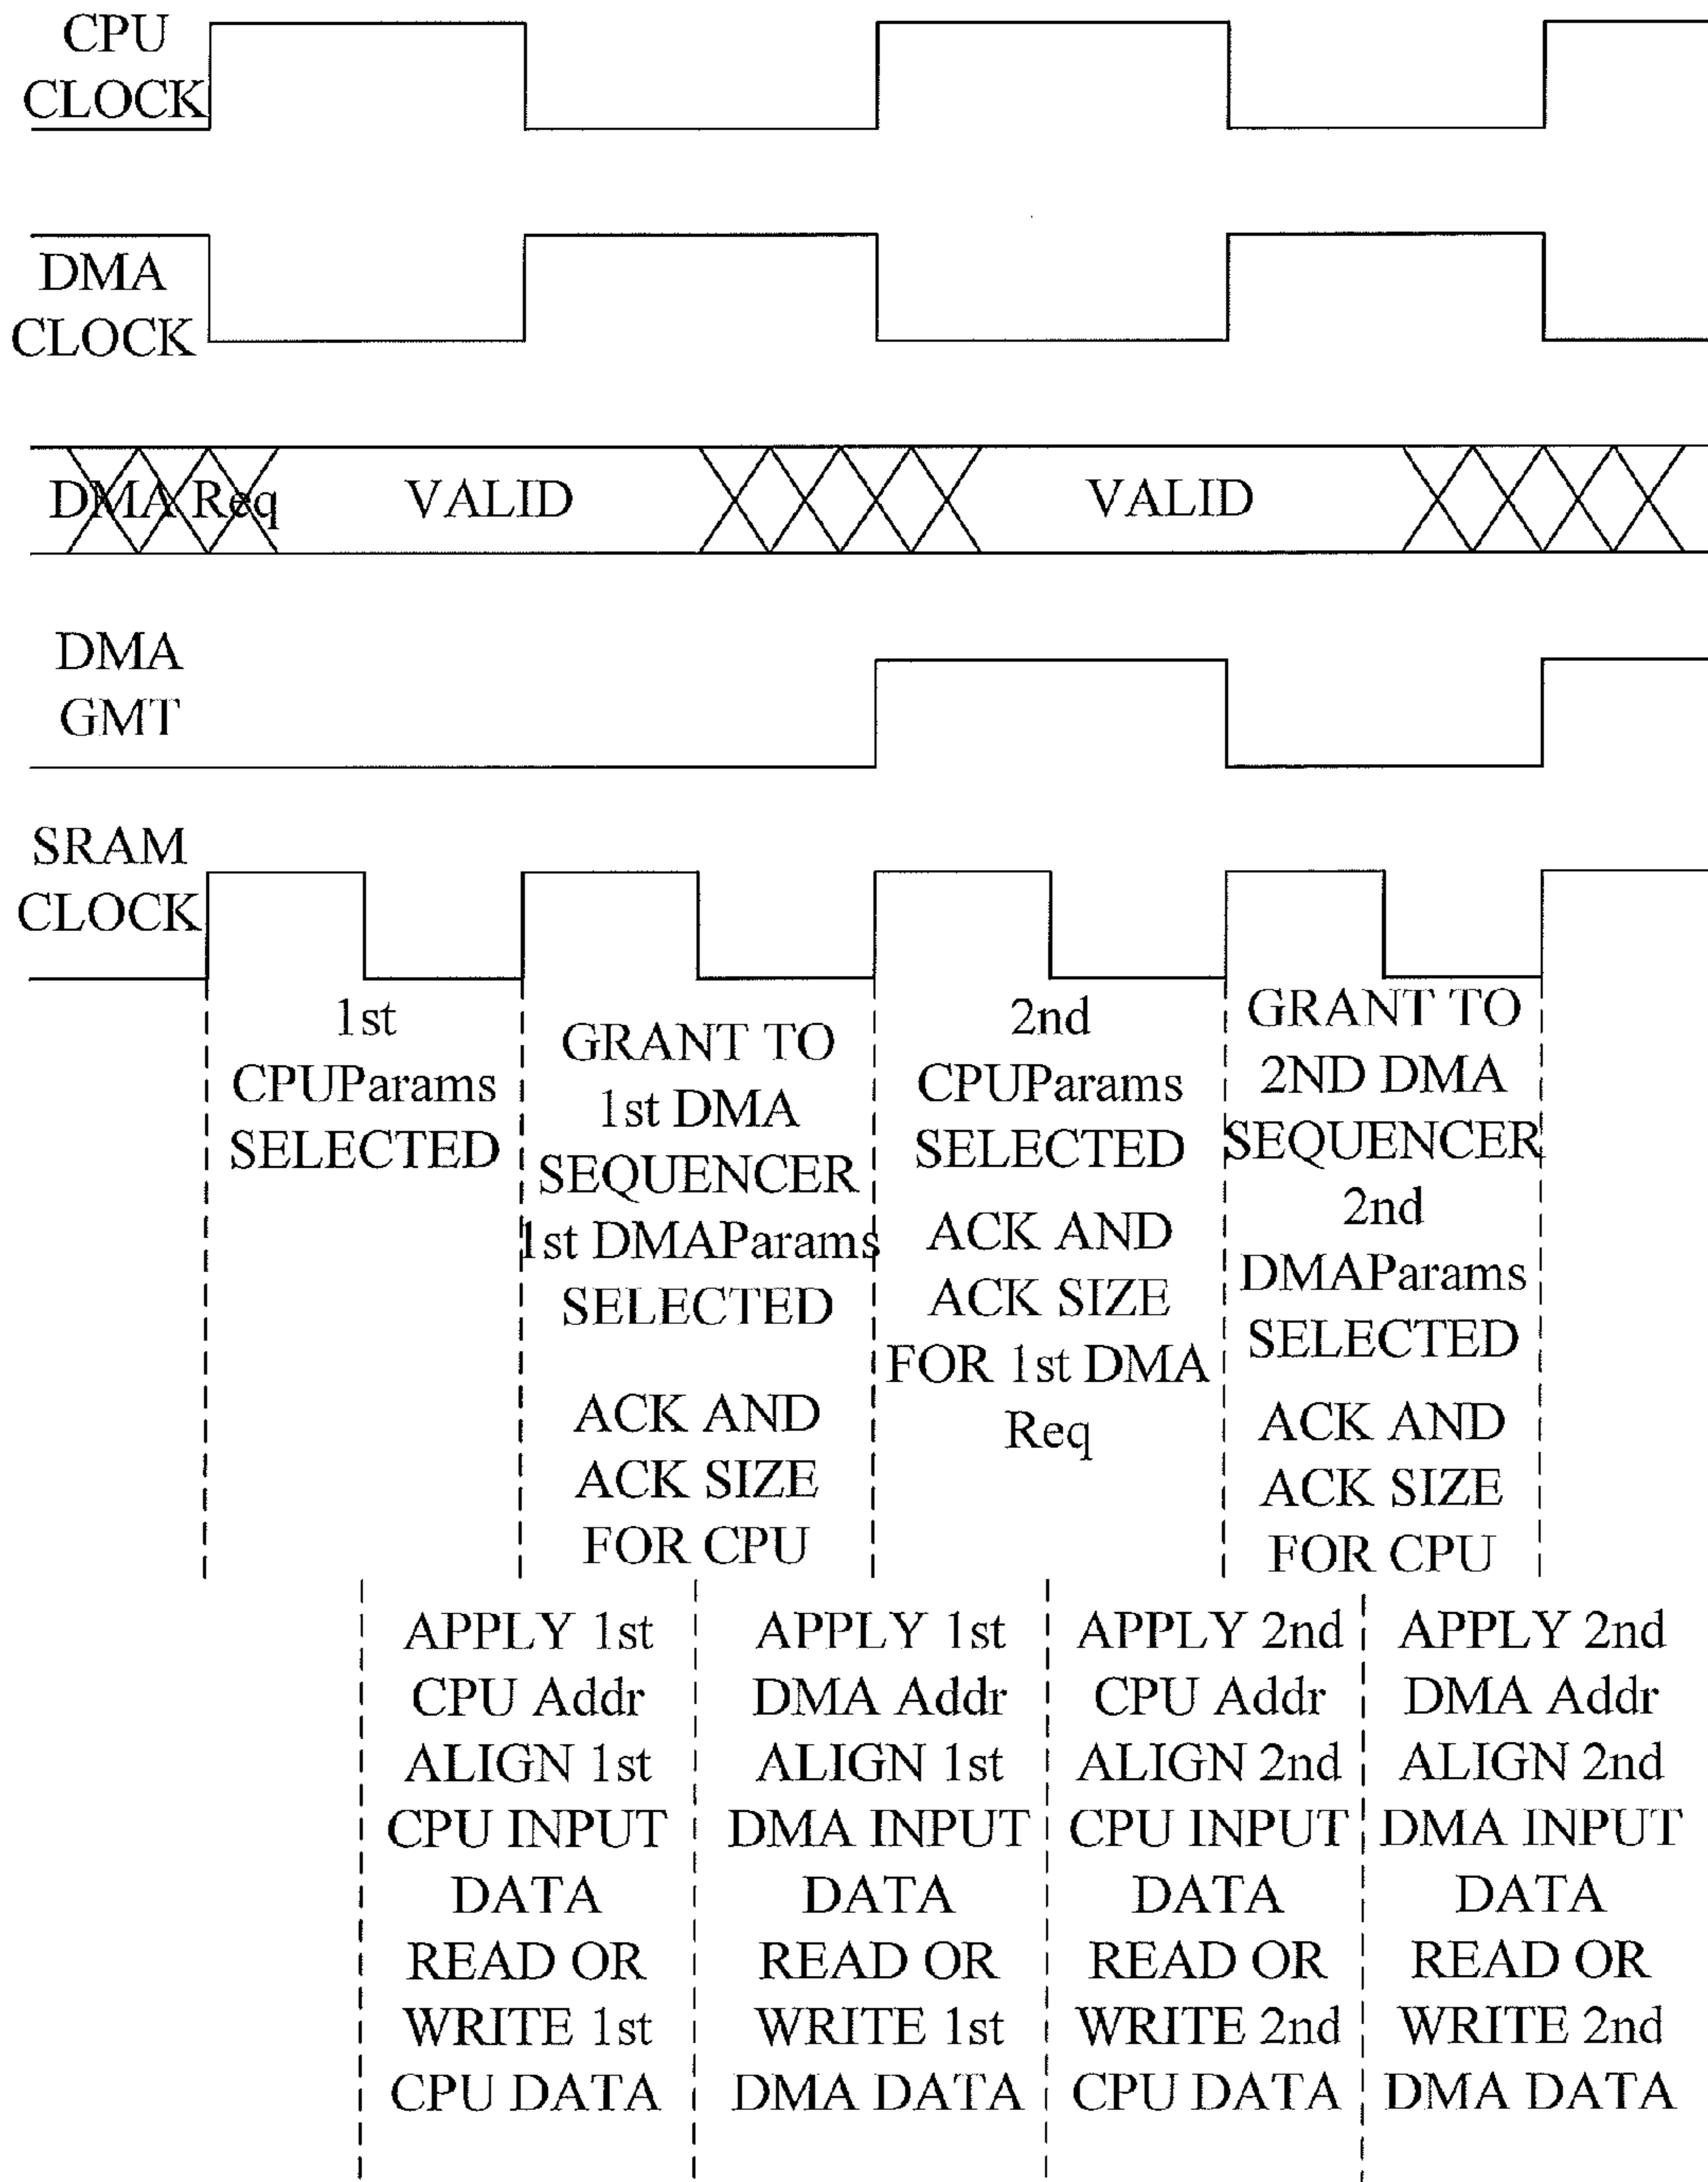 CPU
CLOCK
DMA
CLOCK
DMA Req VALID VALID
DMA
GMT
SRAM
CLOCK
1st
CPUParams
SELECTED
GRANT TO
1st DMA
SEQUENCER
1st DMAParams
SELECTED
ACK AND
ACK SIZE
FOR CPU
2nd
CPUParams
SELECTED
ACK AND
ACK SIZE
FOR 1st DMA
Req
GRANT TO
2ND DMA
SEQUENCER
2nd
DMAParams
SELECTED
ACK AND
ACK SIZE
FOR CPU
APPLY 1st
CPU Addr
ALIGN 1st
CPU INPUT
DATA
READ OR
WRITE 1st
CPU DATA
APPLY 1st
DMA Addr
ALIGN 1st
DMA INPUT
DATA
READ OR
WRITE 1st
DMA DATA
APPLY 2nd
CPU Addr
ALIGN 2nd
CPU INPUT
DATA
READ OR
WRITE 2nd
CPU DATA
APPLY 2nd
DMA Addr
ALIGN 2nd
DMA INPUT
DATA
READ OR
WRITE 2nd
DMA DATA